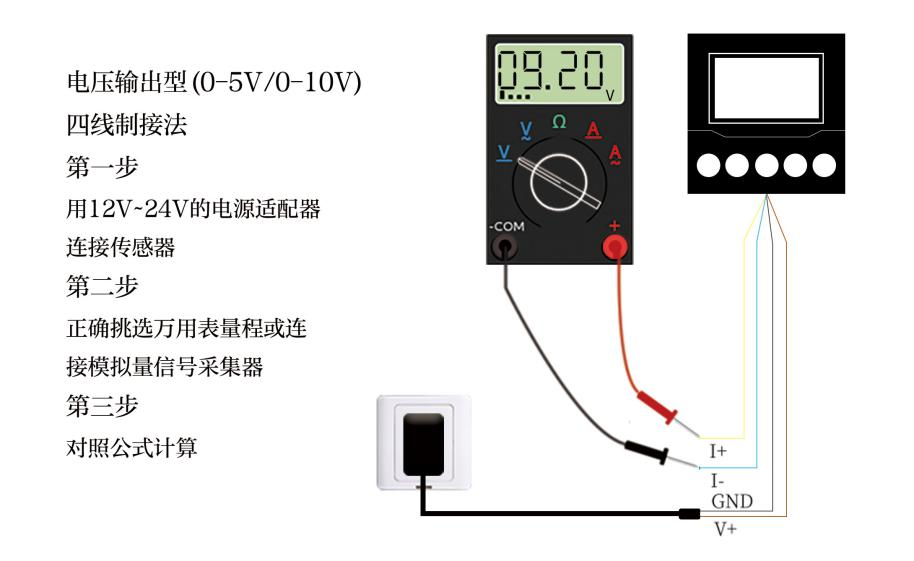 电压输出型 (0-5V/0-10V)
四线制接法
第一步
用12V~24V的电源适配器
连接传感器
第二步
正确挑选万用表量程或连
接模拟量信号采集器
第三步
对照公式计算
09.20
V
V
V
Ω
A
A
-COM
+
I+
I-
GND
V+